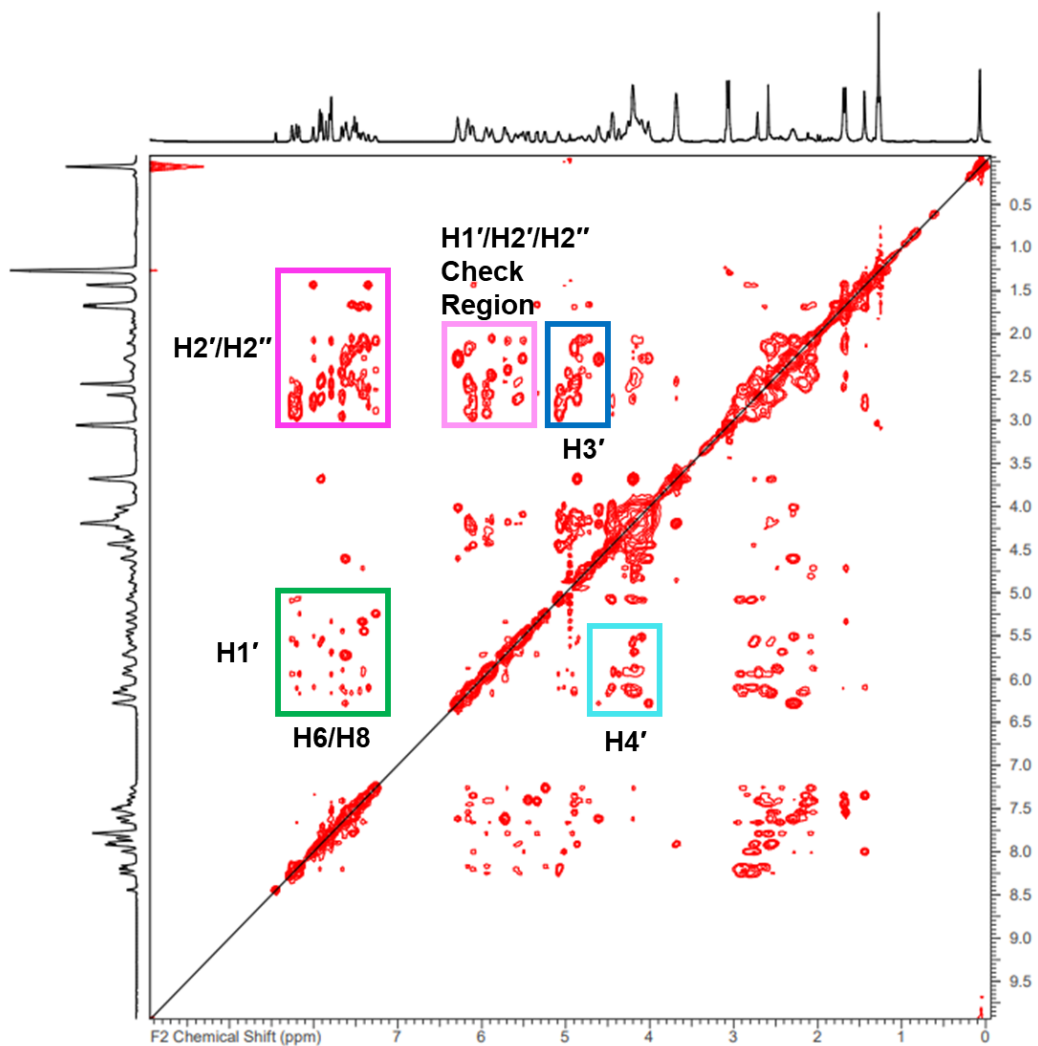 H1′/H2′/H2″
Check
Region
H2′/H2″
H3′
H1′
H6/H8
H4′
0.5
1.0
1.5
2.0
2.5
3.0
3.5
4.0
4.5
5.0
5.5
6.0
6.5
7.0
7.5
8.0
8.5
9.0
9.5
F2 Chemical Shift (ppm) 7 6 5 4 3 2 1 0